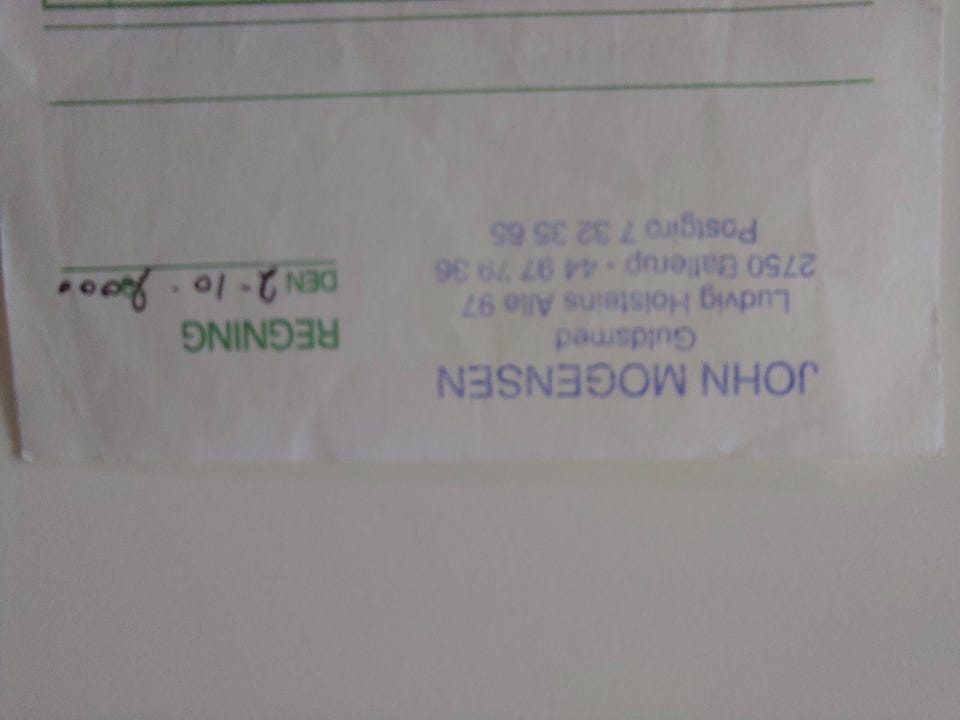 JOHN MOGENSEN
Guldsmed
Ludvig Holsteins Alle 97
2750 Ballerup - 44 97 79 36
Postgiro 7 32 35 65
REGNING
DEN 2-10. 2000.